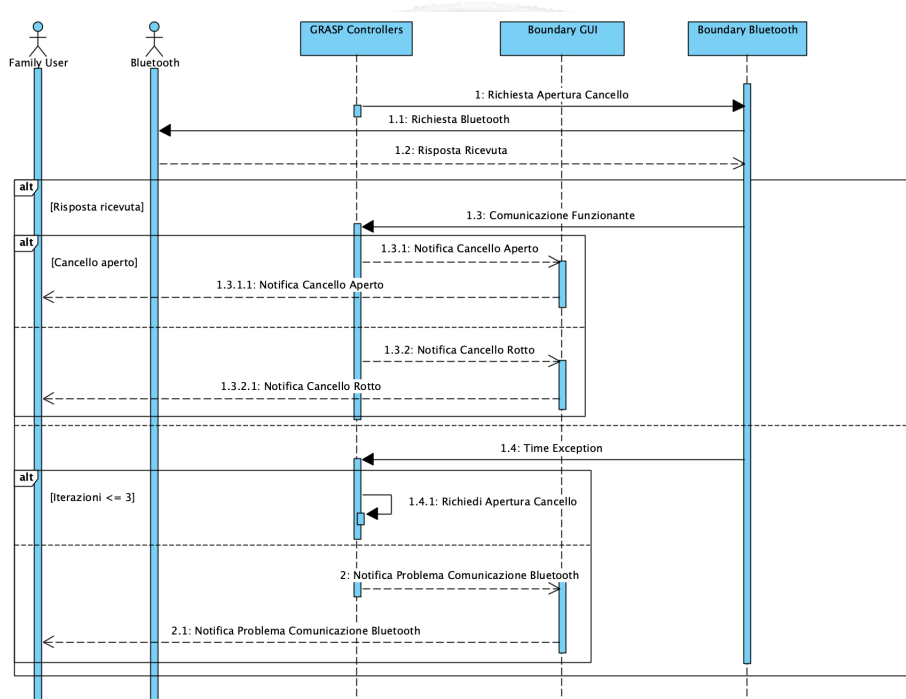 GRASP Controllers
Boundary GUI
Boundary Bluetooth
Family User
Bluetooth
1: Richiesta Apertura Cancello
1.1: Richiesta Bluetooth
1.2: Risposta Ricevuta
alt
[Risposta ricevuta]
1.3: Comunicazione Funzionante
alt
[Cancello aperto]
1.3.1: Notifica Cancello Aperto
1.3.1.1: Notifica Cancello Aperto
1.3.2: Notifica Cancello Rotto
1.3.2.1: Notifica Cancello Rotto
1.4: Time Exception
alt
[Iterazioni <= 3]
1.4.1: Richiedi Apertura Cancello
2: Notifica Problema Comunicazione Bluetooth
2.1: Notifica Problema Comunicazione Bluetooth